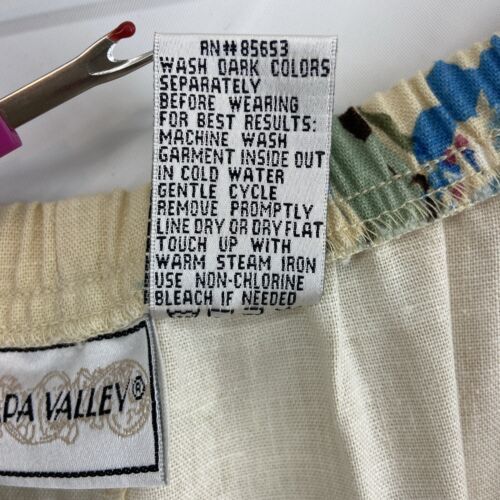 RN# 85653
WASH DARK COLORS
SEPARATELY
BEFORE WEARING
FOR BEST RESULTS:
MACHINE WASH
GARMENT INSIDE OUT
IN COLD WATER
GENTLE CYCLE
REMOVE PROMPTLY
LINE DRY OR DRY FLAT
TOUCH UP WITH
WARM STEAM IRON
USE NON-CHLORINE
BLEACH IF NEEDED
PA VALLEY®